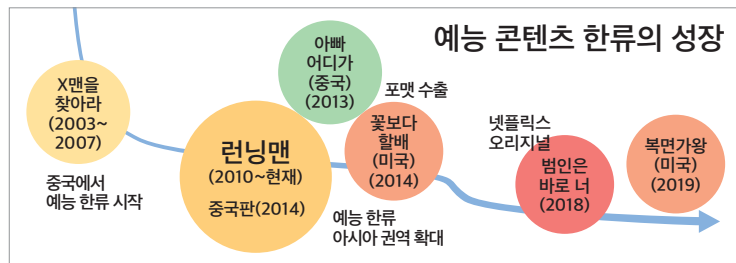 예능 콘텐츠 한류의 성장
X맨을
찾아라
(2003~
2007)
중국에서
예능 한류 시작
런닝맨
(2010~현재)
중국판(2014)
아빠
어디가
(중국)
(2013)
포맷 수출
꽃보다
할배
(미국)
(2014)
예능 한류
아시아 권역 확대
넷플릭스
오리지널
범인은
바로 너
(2018)
복면가왕
(미국)
(2019)